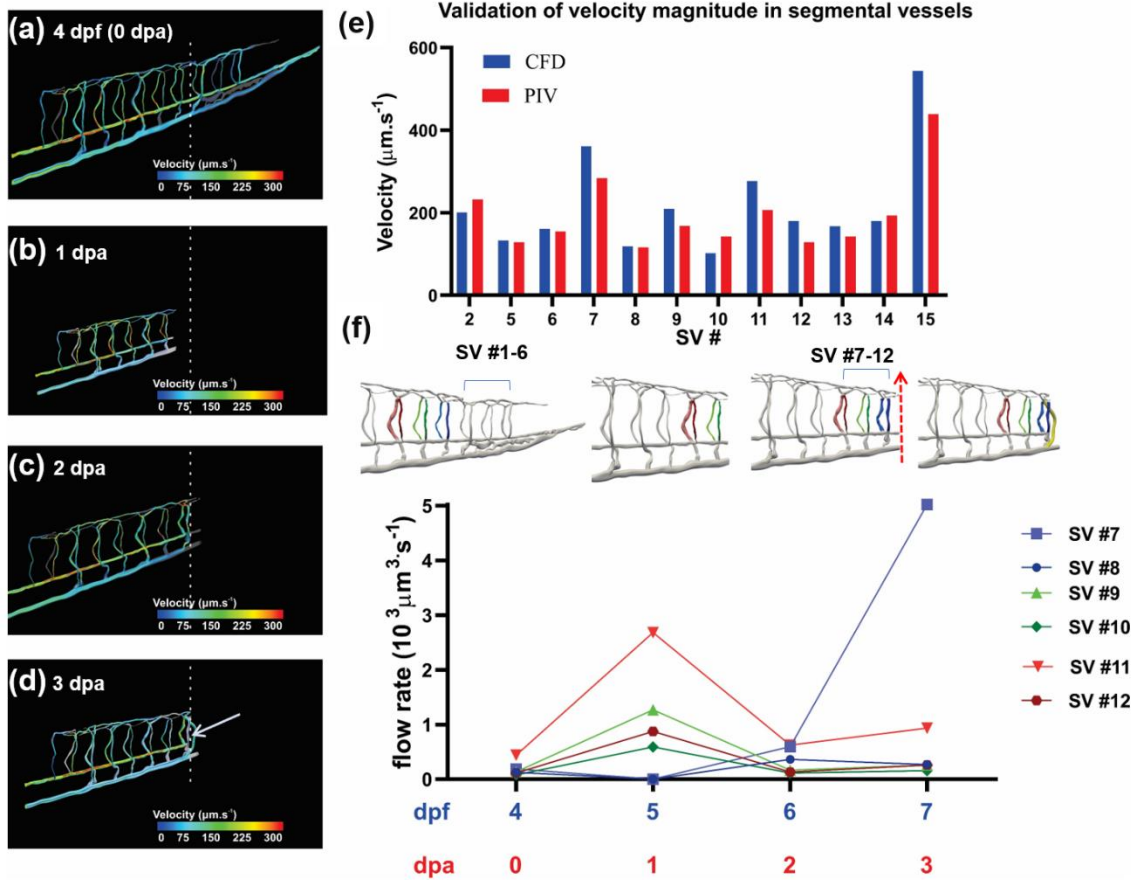 (a) 4 dpf (0 dpa)
Velocity (µm.s⁻¹)
0 75 150 225 300
(b) 1 dpa
Velocity (µm.s⁻¹)
0 75 150 225 300
(c) 2 dpa
Velocity (µm.s⁻¹)
0 75 150 225 300
(d) 3 dpa
Velocity (µm.s⁻¹)
0 75 150 225 300
(e)
Validation of velocity magnitude in segmental vessels
CFD
PIV
Velocity (µm.s⁻¹)
600
400
200
0
2 5 6 7 8 9 10 11 12 13 14 15
SV #
(f)
SV #1-6
SV #7-12
flow rate (10³µm³·s⁻¹)
5
4
3
2
1
0
SV #7
SV #8
SV #9
SV #10
SV #11
SV #12
dpf 4 5 6 7
dpa 0 1 2 3